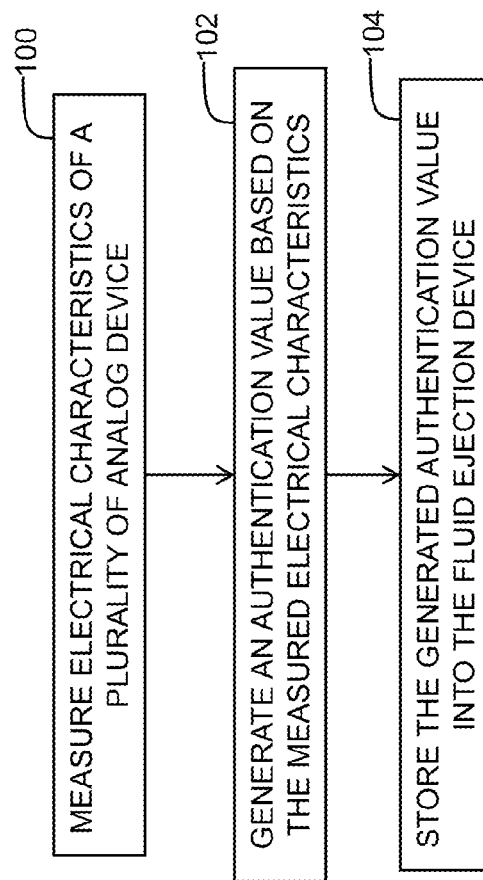 100
MEASURE ELECTRICAL CHARACTERISTICS OF A
PLURALITY OF ANALOG DEVICE
102
GENERATE AN AUTHENTICATION VALUE BASED ON
THE MEASURED ELECTRICAL CHARACTERISTICS
104
STORE THE GENERATED AUTHENTICATION VALUE
INTO THE FLUID EJECTION DEVICE